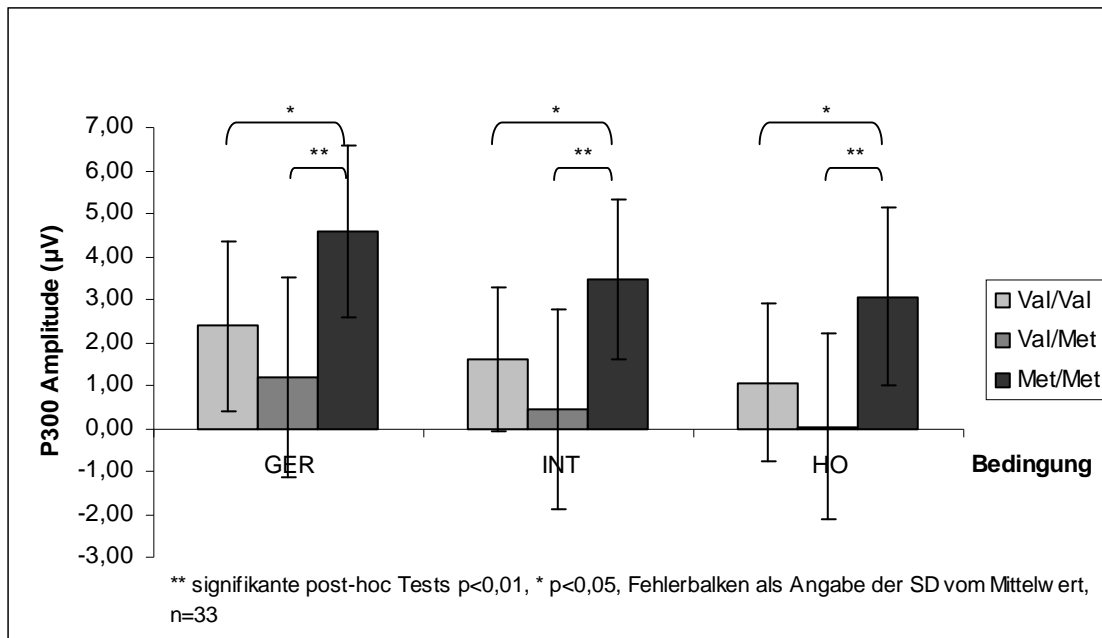 *
*
*
**
**
**
7,00
6,00
5,00
4,00
3,00
2,00
1,00
0,00
-1,00
-2,00
-3,00
P300 Amplitude (µV)
GER
INT
HO
Bedingung
Val/Val
Val/Met
Met/Met
** signifikante post-hoc Tests p<0,01, * p<0,05, Fehlerbalken als Angabe der SD vom Mittelwert,
n=33